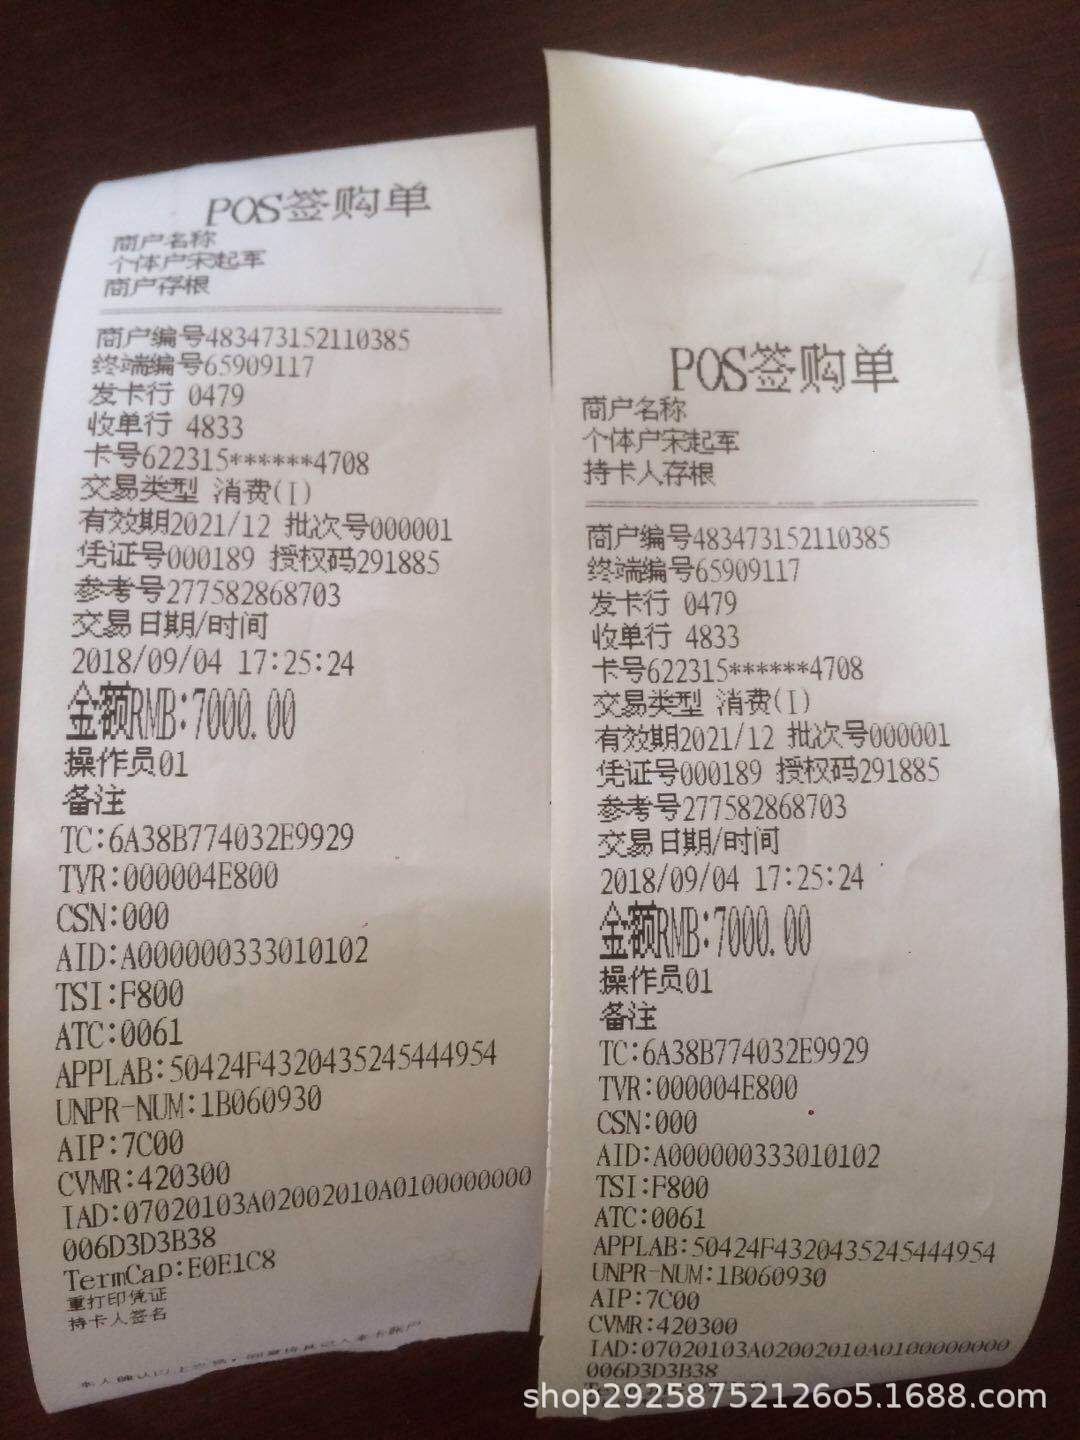 POS签购单
商户名称
个体户宋起军
商户存根
商户编号483473152110385
终端编号65909117
发卡行 0479
收单行 4833
卡号622315******4708
交易类型 消费(I)
有效期2021/12 批次号000001
凭证号000189 授权码291885
参考号277582868703
交易日期/时间
2018/09/04 17:25:24
金额RMB:7000.00
操作员01
备注
TC:6A38B774032E9929
TVR:000004E800
CSN:000
AID:A000000333010102
TSI:F800
ATC:0061
APPLAB:50424F4320435245444954
UNPR-NUM:1B060930
AIP:7C00
CVMR:420300
IAD:07020103A02002010A0100000000
006D3D3B38
TermCap:E0E1C8
重打印凭证
持卡人签名
本人确认以上交易,同意将其记入本卡账户
POS签购单
商户名称
个体户宋起军
持卡人存根
商户编号483473152110385
终端编号65909117
发卡行 0479
收单行 4833
卡号622315******4708
交易类型 消费(I)
有效期2021/12 批次号000001
凭证号000189 授权码291885
参考号277582868703
交易日期/时间
2018/09/04 17:25:24
金额RMB:7000.00
操作员01
备注
TC:6A38B774032E9929
TVR:000004E800
CSN:000
AID:A000000333010102
TSI:F800
ATC:0061
APPLAB:50424F4320435245444954
UNPR-NUM:1B060930
AIP:7C00
CVMR:420300
IAD:07020103A02002010A0100000000
006D3D3B38
shop29258752126o5.1688.com